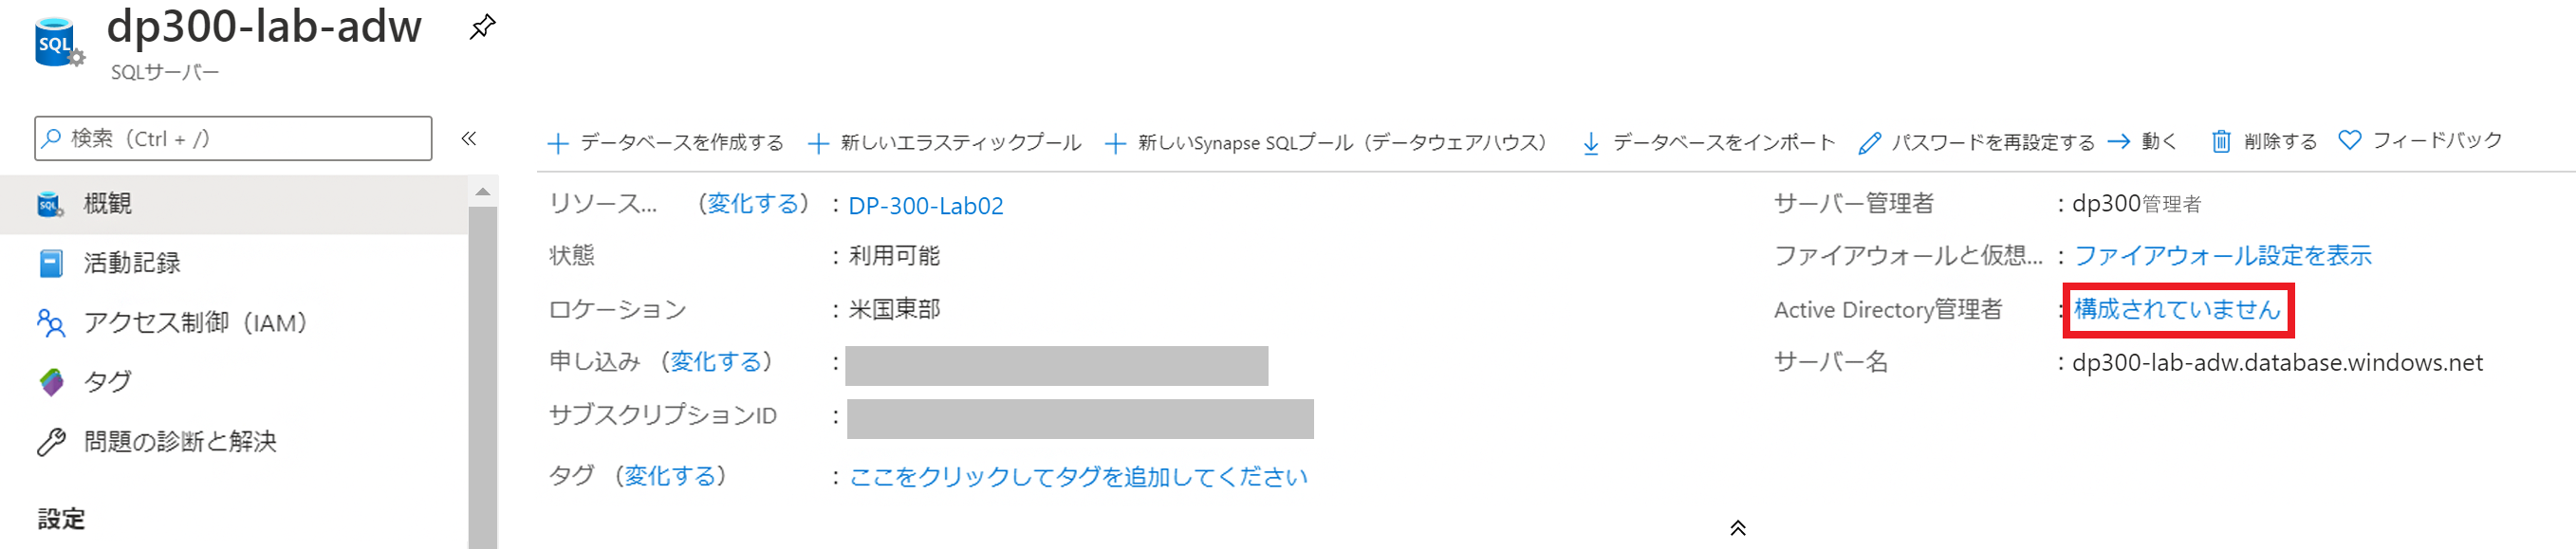 dp300-lab-adw
SQL
SQLサーバー
検索（Ctrl + /）
«
データベースを作成する 新しいエラスティックプール 新しいSynapse SQLプール（データウェアハウス） データベースをインポート パスワードを再設定する 動く 削除する フィードバック
SQL 概観
活動記録
アクセス制御（IAM）
タグ
問題の診断と解決
設定
リソース... （変化する） : DP-300-Lab02
状態 : 利用可能
ロケーション : 米国東部
申し込み （変化する） :
サブスクリプションID :
タグ （変化する） : ここをクリックしてタグを追加してください
サーバー管理者 : dp300管理者
ファイアウォールと仮想... : ファイアウォール設定を表示
Active Directory管理者 : 構成されていません
サーバー名 : dp300-lab-adw.database.windows.net